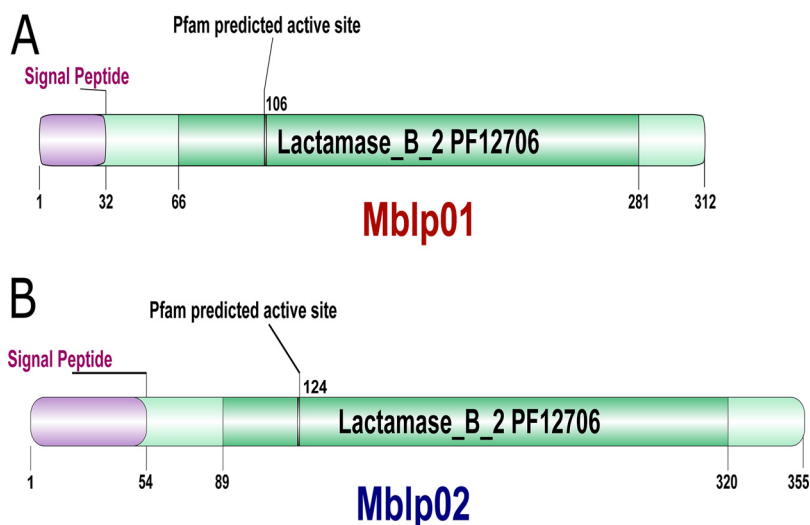 A
Pfam predicted active site
Signal Peptide
106
Lactamase_B_2 PF12706
1 32 66 281 312
Mblp01
B
Pfam predicted active site
Signal Peptide
124
Lactamase_B_2 PF12706
1 54 89 320 355
Mblp02